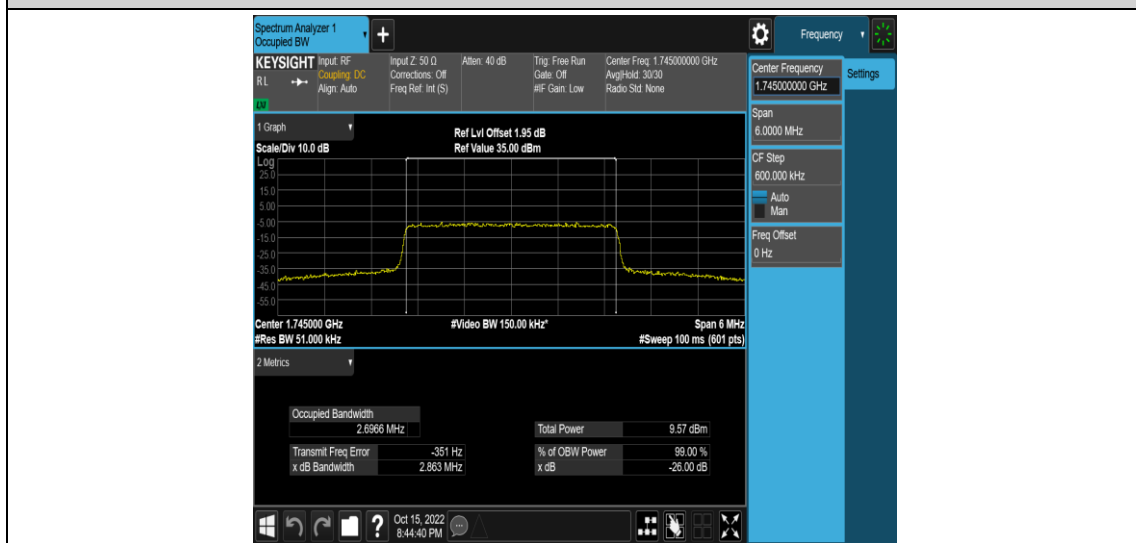 Spectrum Analyzer 1
Occupied BW
+
Frequency
KEYSIGHT
RL
LXI
Input: RF
Coupling: DC
Align: Auto
Input Z: 50 Ω
Corrections: Off
Freq Ref: Int (S)
Atten: 40 dB
Trig: Free Run
Gate: Off
#IF Gain: Low
Center Freq: 1.745000000 GHz
Avg|Hold: 30/30
Radio Std: None
Center Frequency
1.745000000 GHz
Settings
Span
6.0000 MHz
CF Step
600.000 kHz
Auto
Man
Freq Offset
0 Hz
1 Graph
Scale/Div 10.0 dB
Ref Lvl Offset 1.95 dB
Ref Value 35.00 dBm
Log
25.0
15.0
5.00
-5.00
-15.0
-25.0
-35.0
-45.0
-55.0
Center 1.745000 GHz
#Res BW 51.000 kHz
#Video BW 150.00 kHz*
Span 6 MHz
#Sweep 100 ms (601 pts)
2 Metrics
Occupied Bandwidth
2.6966 MHz
Total Power 9.57 dBm
Transmit Freq Error -351 Hz
% of OBW Power 99.00 %
x dB Bandwidth 2.863 MHz
x dB -26.00 dB
?
Oct 15, 2022
8:44:40 PM